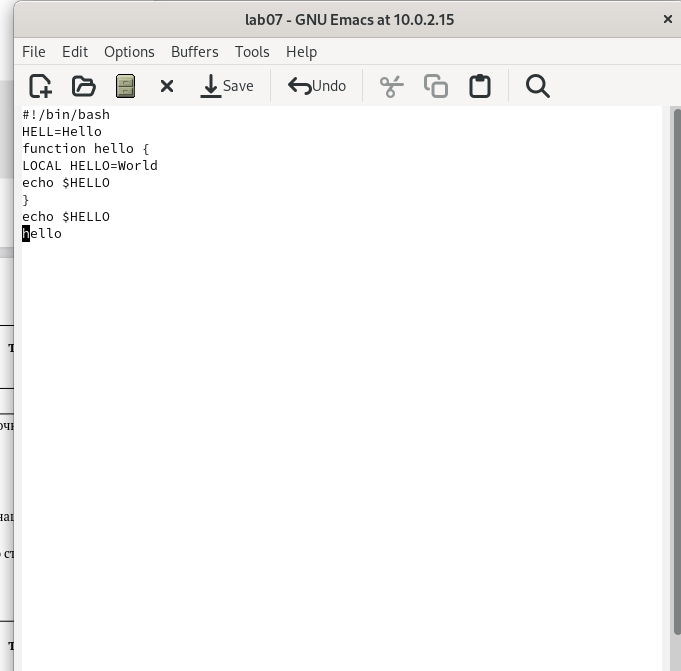 lab07 - GNU Emacs at 10.0.2.15
×
File Edit Options Buffers Tools Help
Save Undo
#!/bin/bash
HELL=Hello
function hello {
LOCAL HELLO=World
echo $HELLO
}
echo $HELLO
hello